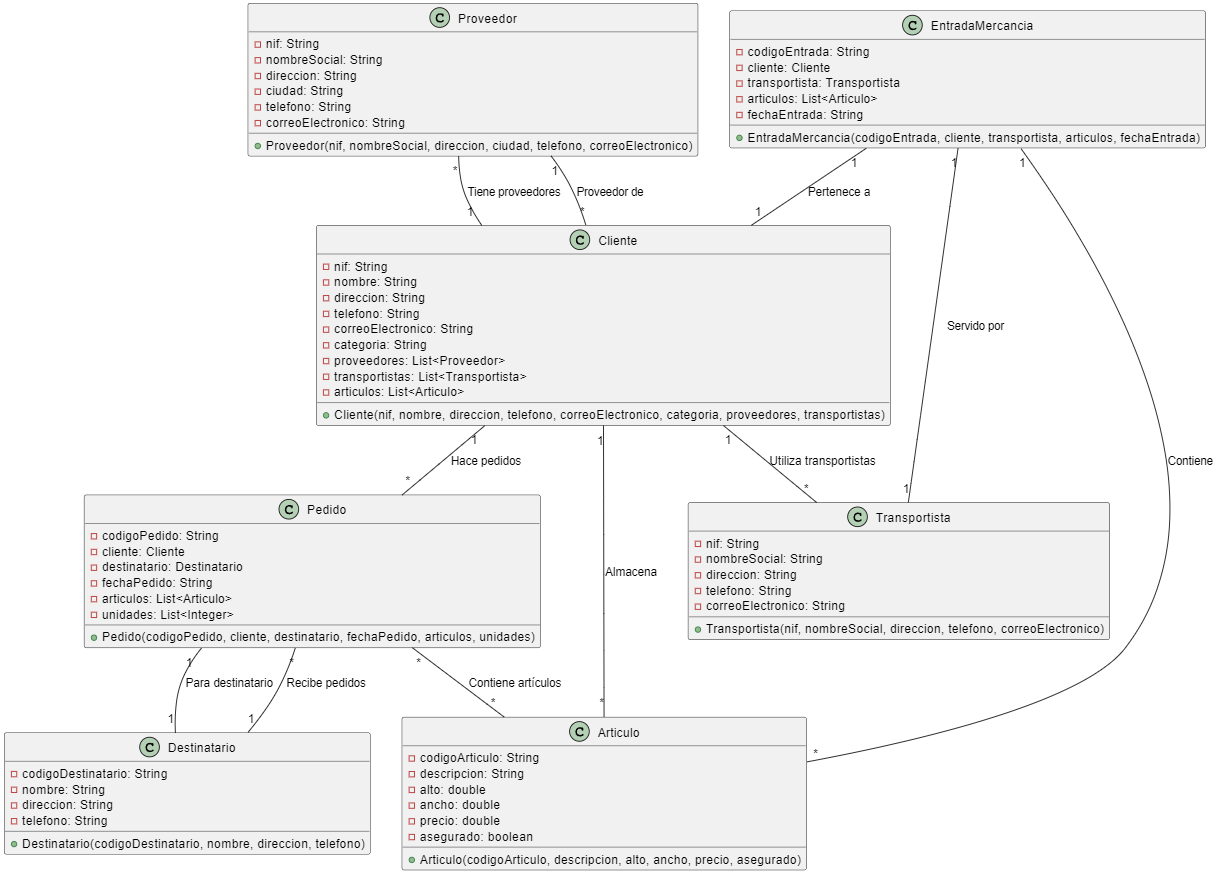 C Proveedor
nif: String
nombreSocial: String
direccion: String
ciudad: String
telefono: String
correoElectronico: String
Proveedor(nif, nombreSocial, direccion, ciudad, telefono, correoElectronico)
C EntradaMercancia
codigoEntrada: String
cliente: Cliente
transportista: Transportista
articulos: List<Articulo>
fechaEntrada: String
EntradaMercancia(codigoEntrada, cliente, transportista, articulos, fechaEntrada)
* 1 1 1 1
Tiene proveedores Proveedor de Pertenece a
1 * 1
C Cliente
nif: String
nombre: String
direccion: String
telefono: String
correoElectronico: String
categoria: String
proveedores: List<Proveedor>
transportistas: List<Transportista>
articulos: List<Articulo>
Cliente(nif, nombre, direccion, telefono, correoElectronico, categoria, proveedores, transportistas)
Servido por
1 1 1
Hace pedidos Utiliza transportistas Contiene
* * 1
C Pedido
codigoPedido: String
cliente: Cliente
destinatario: Destinatario
fechaPedido: String
articulos: List<Articulo>
unidades: List<Integer>
Pedido(codigoPedido, cliente, destinatario, fechaPedido, articulos, unidades)
Almacena
C Transportista
nif: String
nombreSocial: String
direccion: String
telefono: String
correoElectronico: String
Transportista(nif, nombreSocial, direccion, telefono, correoElectronico)
1 * *
Para destinatario Recibe pedidos Contiene artículos
1 1 * * *
C Destinatario
codigoDestinatario: String
nombre: String
direccion: String
telefono: String
Destinatario(codigoDestinatario, nombre, direccion, telefono)
C Articulo
codigoArticulo: String
descripcion: String
alto: double
ancho: double
precio: double
asegurado: boolean
Articulo(codigoArticulo, descripcion, alto, ancho, precio, asegurado)